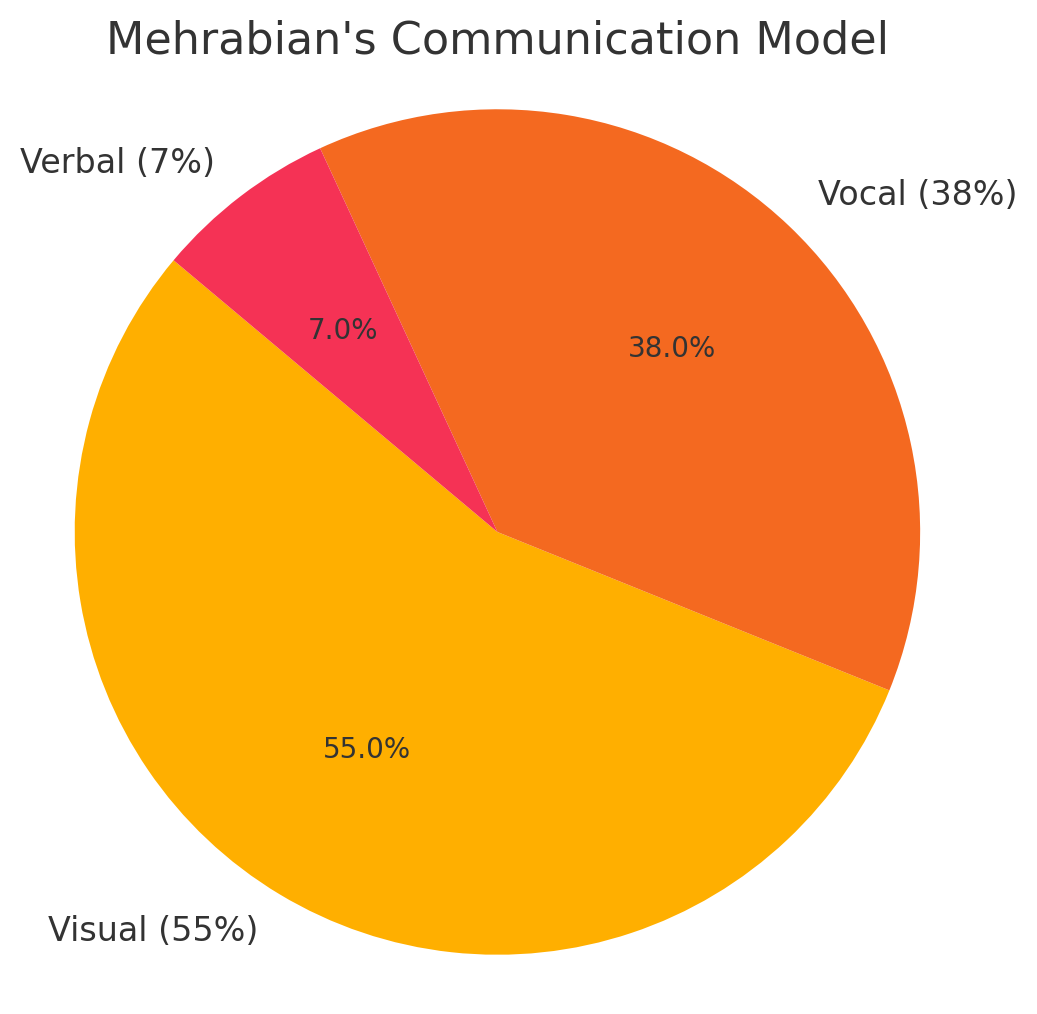 Mehrabian's Communication Model
Verbal (7%)
Vocal (38%)
7.0%
38.0%
55.0%
Visual (55%)